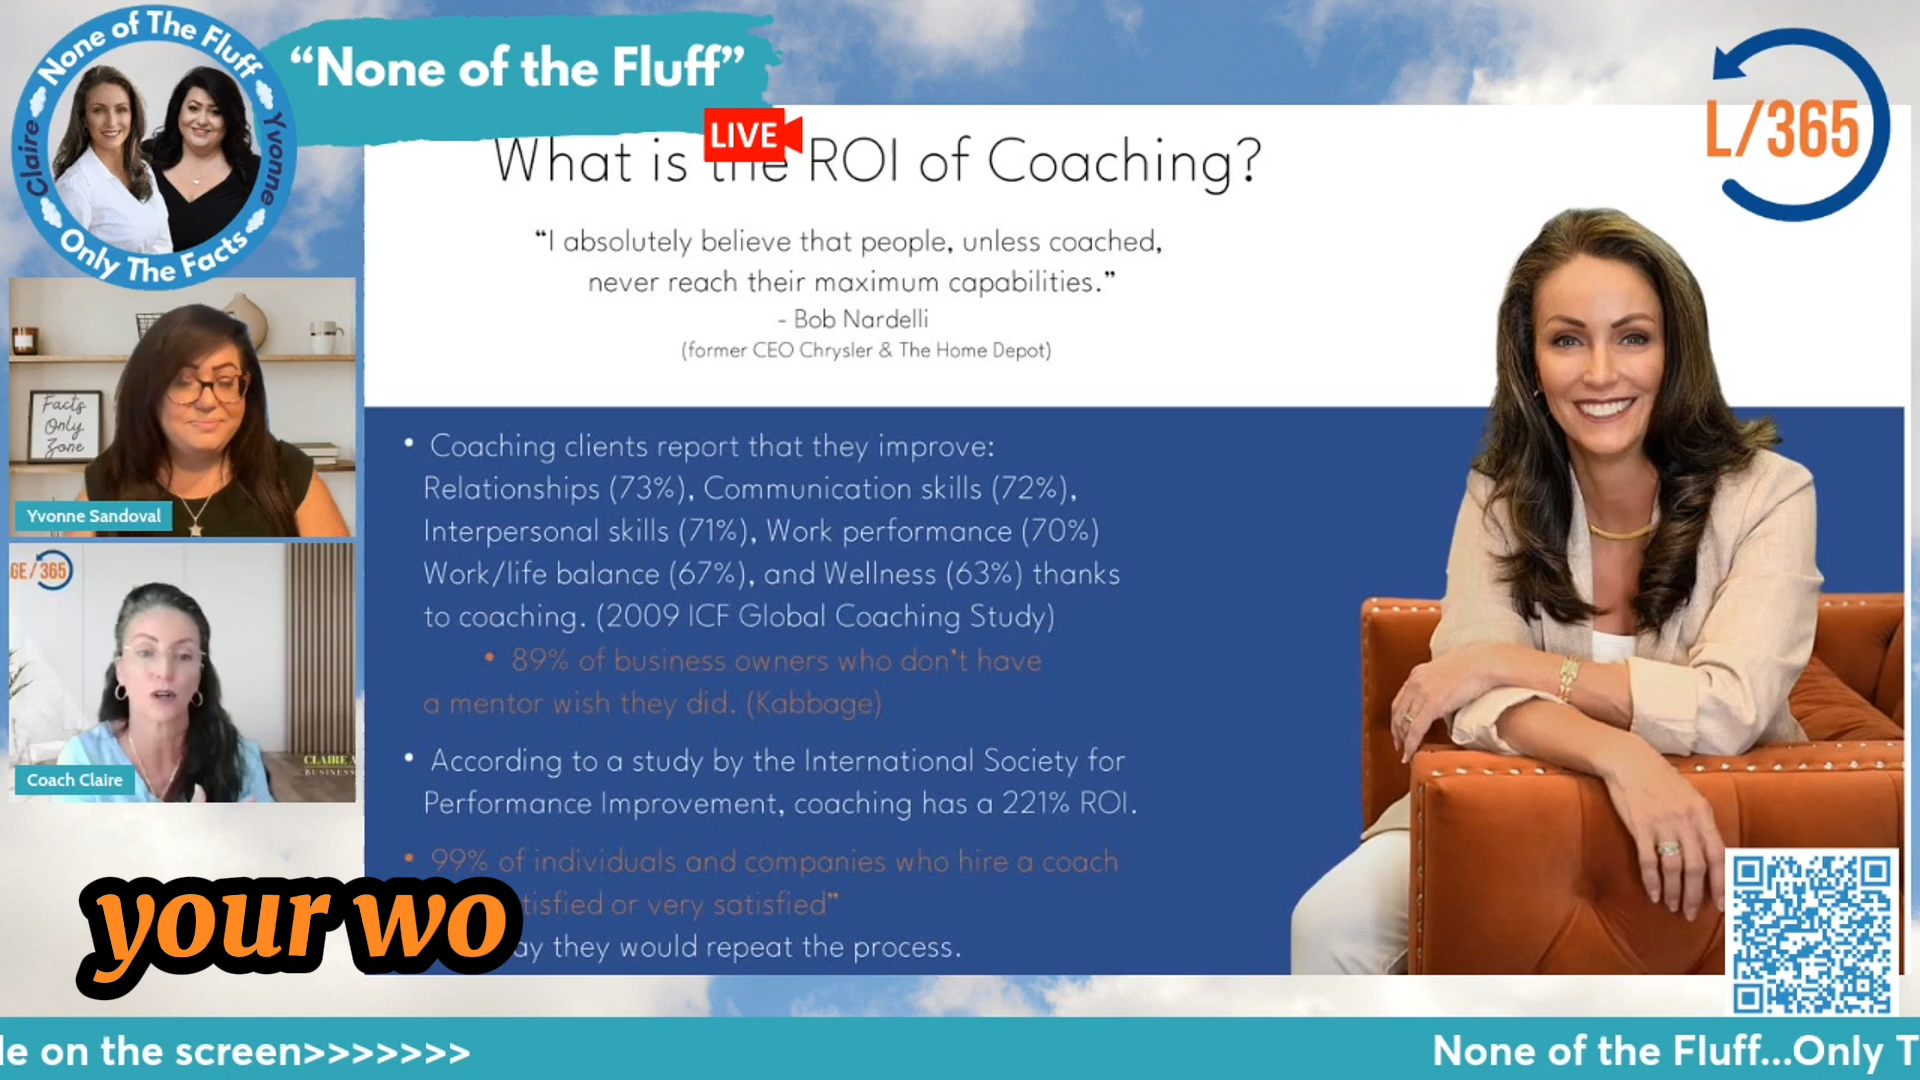 None of The Fluff
Claire
Yvonne
Only The Facts
“None of the Fluff”
LIVE
L/365
What is the ROI of Coaching?
“I absolutely believe that people, unless coached,
never reach their maximum capabilities.”
- Bob Nardelli
(former CEO Chrysler & The Home Depot)
Facts
Only
Zone
Yvonne Sandoval
GE/365
CLAIRE A
BUSINESS
Coach Claire
• Coaching clients report that they improve:
Relationships (73%), Communication skills (72%),
Interpersonal skills (71%), Work performance (70%)
Work/life balance (67%), and Wellness (63%) thanks
to coaching. (2009 ICF Global Coaching Study)
• 89% of business owners who don't have
a mentor wish they did. (Kabbage)
• According to a study by the International Society for
Performance Improvement, coaching has a 221% ROI.
• 99% of individuals and companies who hire a coach
tisfied or very satisfied”
ay they would repeat the process.
your wo
le on the screen>>>>>>>
None of the Fluff...Only T